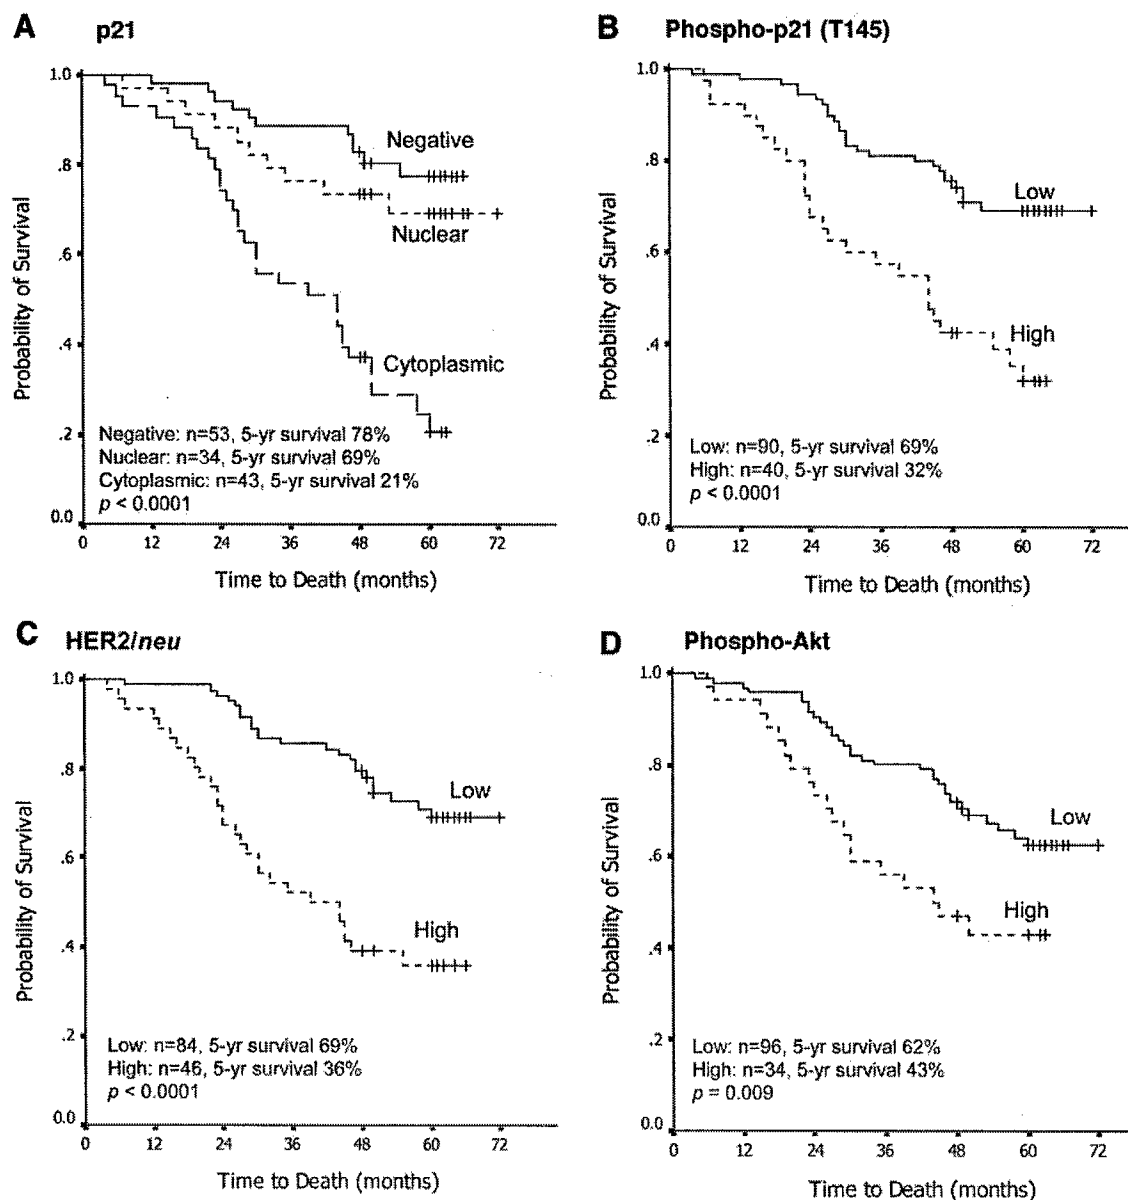 A p21
Probability of Survival
1.0
.8
.6
.4
.2
0.0
Negative
Nuclear
Cytoplasmic
Negative: n=53, 5-yr survival 78%
Nuclear: n=34, 5-yr survival 69%
Cytoplasmic: n=43, 5-yr survival 21%
p < 0.0001
0 12 24 36 48 60 72
Time to Death (months)
B Phospho-p21 (T145)
Probability of Survival
1.0
.8
.6
.4
.2
0.0
Low
High
Low: n=90, 5-yr survival 69%
High: n=40, 5-yr survival 32%
p < 0.0001
0 12 24 36 48 60 72
Time to Death (months)
C HER2/neu
Probability of Survival
1.0
.8
.6
.4
.2
0.0
Low
High
Low: n=84, 5-yr survival 69%
High: n=46, 5-yr survival 36%
p < 0.0001
0 12 24 36 48 60 72
Time to Death (months)
D Phospho-Akt
Probability of Survival
1.0
.8
.6
.4
.2
0.0
Low
High
Low: n=96, 5-yr survival 62%
High: n=34, 5-yr survival 43%
p = 0.009
0 12 24 36 48 60 72
Time to Death (months)